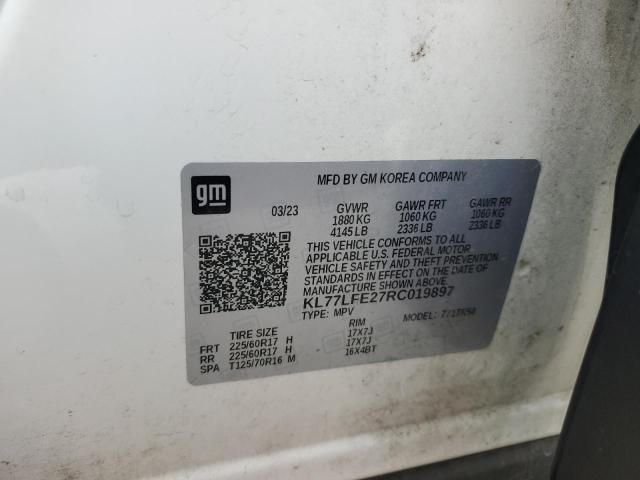 gm
MFD BY GM KOREA COMPANY
03/23 GVWR GAWR FRT GAWR RR
1880 KG 1060 KG 1060 KG
4145 LB 2336 LB 2336 LB
THIS VEHICLE CONFORMS TO ALL
APPLICABLE U.S. FEDERAL MOTOR
VEHICLE SAFETY AND THEFT PREVENTION
STANDARDS IN EFFECT ON THE DATE OF
MANUFACTURE SHOWN ABOVE.
KL77LFE27RC019897
TYPE: MPV MODEL:
TIRE SIZE RIM
FRT 225/60R17 H 17X7J
RR 225/60R17 H 17X7J
SPA T125/70R16 M 16X4BT